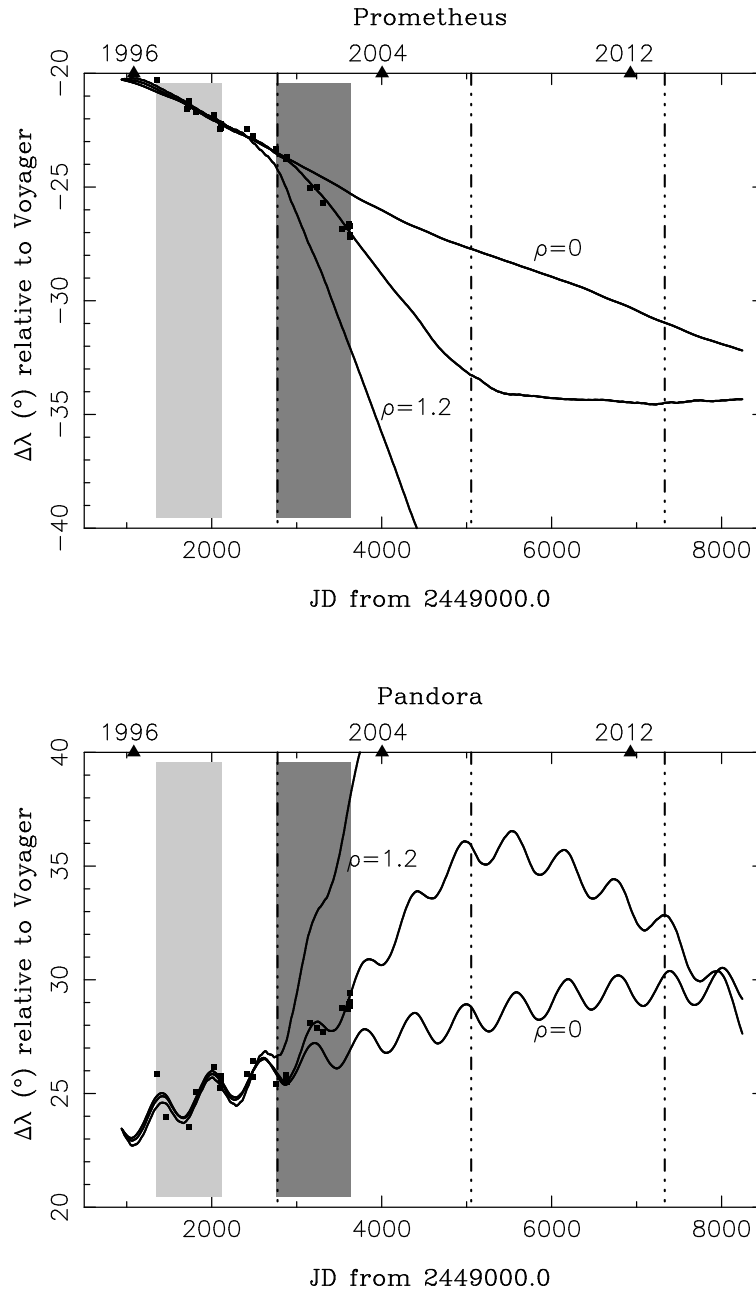 Prometheus
1996 2004 2012
−20
−25
−30
−35
−40
Δλ (°) relative to Voyager
ρ=0
ρ=1.2
2000 4000 6000 8000
JD from 2449000.0
Pandora
1996 2004 2012
40
35
30
25
20
Δλ (°) relative to Voyager
ρ=1.2
ρ=0
2000 4000 6000 8000
JD from 2449000.0